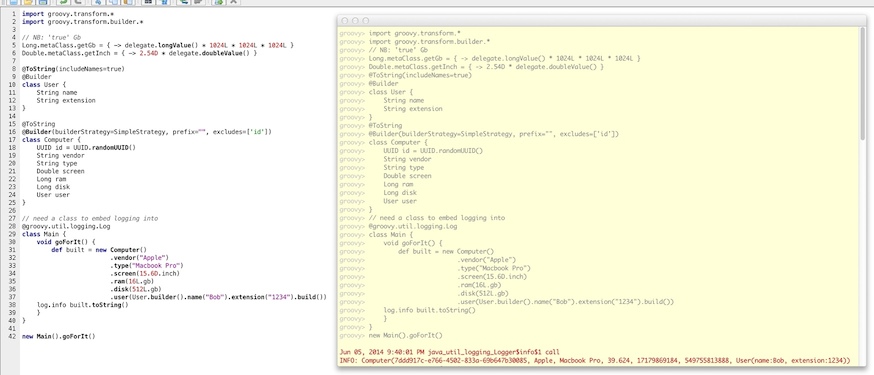 1 import groovy.transform.*
2 import groovy.transform.builder.*
3
4 // NB: 'true' Gb
5 Long.metaClass.getGb = { -> delegate.longValue() * 1024L * 1024L * 1024L }
6 Double.metaClass.getInch = { -> 2.54D * delegate.doubleValue() }
7
8 @ToString(includeNames=true)
9 @Builder
10 class User {
11 String name
12 String extension
13 }
14
15 @ToString
16 @Builder(builderStrategy=SimpleStrategy, prefix="", excludes=['id'])
17 class Computer {
18 UUID id = UUID.randomUUID()
19 String vendor
20 String type
21 Double screen
22 Long ram
23 Long disk
24 User user
25 }
26
27 // need a class to embed logging into
28 @groovy.util.logging.Log
29 class Main {
30 void goForIt() {
31 def built = new Computer()
32 .vendor("Apple")
33 .type("Macbook Pro")
34 .screen(15.6D.inch)
35 .ram(16L.gb)
36 .disk(512L.gb)
37 .user(User.builder().name("Bob").extension("1234").build())
38 log.info built.toString()
39 }
40 }
41
42 new Main().goForIt()
groovy> import groovy.transform.*
groovy> import groovy.transform.builder.*
groovy> // NB: 'true' Gb
groovy> Long.metaClass.getGb = { -> delegate.longValue() * 1024L * 1024L * 1024L }
groovy> Double.metaClass.getInch = { -> 2.54D * delegate.doubleValue() }
groovy> @ToString(includeNames=true)
groovy> @Builder
groovy> class User {
groovy> String name
groovy> String extension
groovy> }
groovy> @ToString
groovy> @Builder(builderStrategy=SimpleStrategy, prefix="", excludes=['id'])
groovy> class Computer {
groovy> UUID id = UUID.randomUUID()
groovy> String vendor
groovy> String type
groovy> Double screen
groovy> Long ram
groovy> Long disk
groovy> User user
groovy> }
groovy> // need a class to embed logging into
groovy> @groovy.util.logging.Log
groovy> class Main {
groovy> void goForIt() {
groovy> def built = new Computer()
groovy> .vendor("Apple")
groovy> .type("Macbook Pro")
groovy> .screen(15.6D.inch)
groovy> .ram(16L.gb)
groovy> .disk(512L.gb)
groovy> .user(User.builder().name("Bob").extension("1234").build())
groovy> log.info built.toString()
groovy> }
groovy> }
groovy> new Main().goForIt()
Jun 05, 2014 9:40:01 PM java_util_logging_Logger$info$1 call
INFO: Computer(7ddd917c-e766-4502-833a-69b647b30085, Apple, Macbook Pro, 39.624, 17179869184, 549755813888, User(name:Bob, extension:1234))